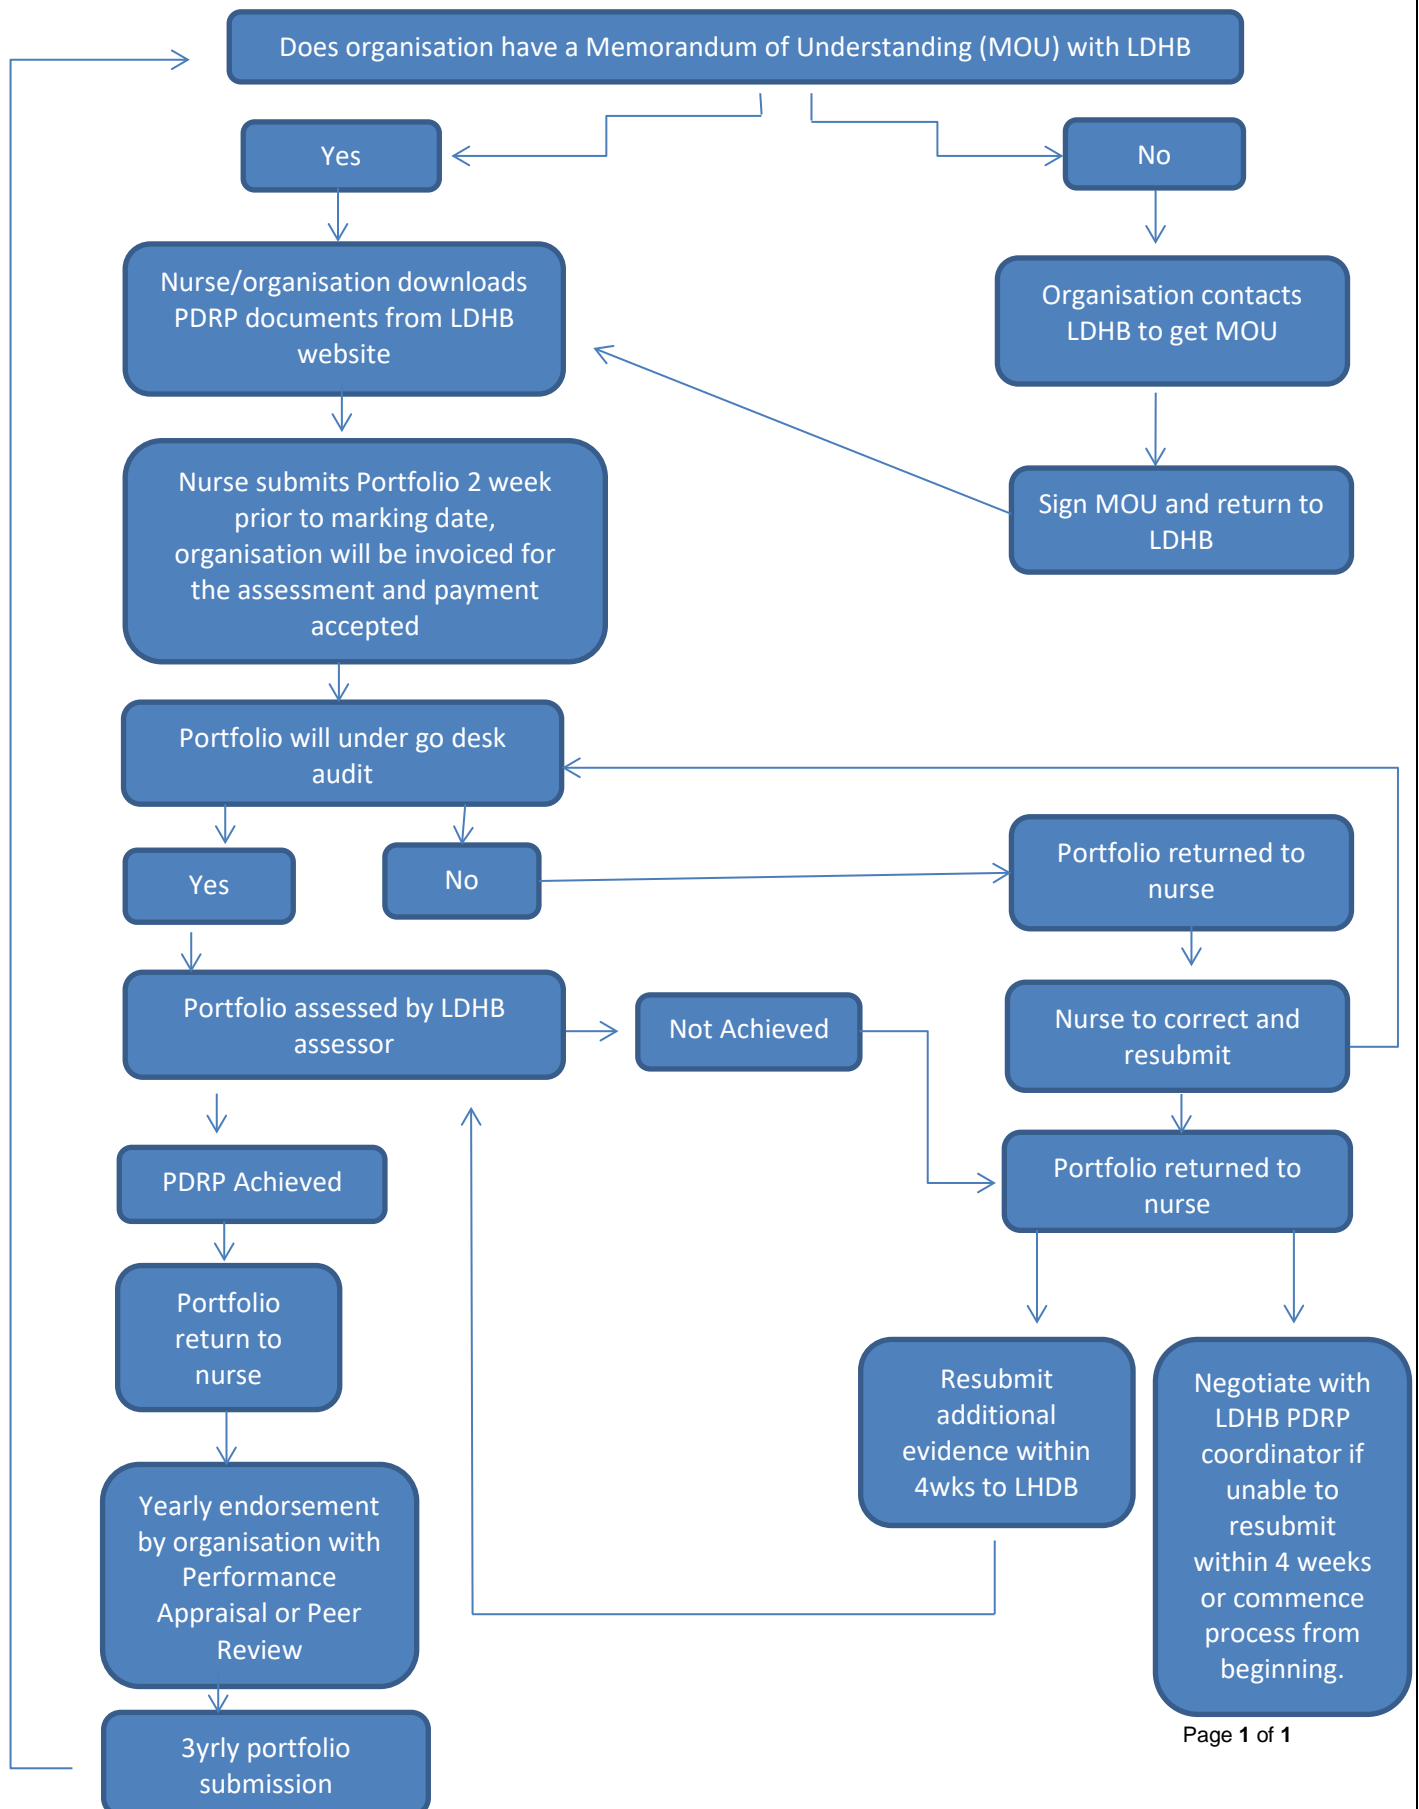 Does organisation have a Memorandum of Understanding (MOU) with LDHB
Yes
No
Nurse/organisation downloads
PDRP documents from LDHB
website
Organisation contacts
LDHB to get MOU
Nurse submits Portfolio 2 week
prior to marking date,
organisation will be invoiced for
the assessment and payment
accepted
Sign MOU and return to
LDHB
Portfolio will under go desk
audit
Yes
No
Portfolio returned to
nurse
Portfolio assessed by LDHB
assessor
Not Achieved
Nurse to correct and
resubmit
PDRP Achieved
Portfolio returned to
nurse
Portfolio
return to
nurse
Resubmit
additional
evidence within
4wks to LHDB
Negotiate with
LDHB PDRP
coordinator if
unable to
resubmit
within 4 weeks
or commence
process from
beginning.
Yearly endorsement
by organisation with
Performance
Appraisal or Peer
Review
3yrly portfolio
submission
Page 1 of 1